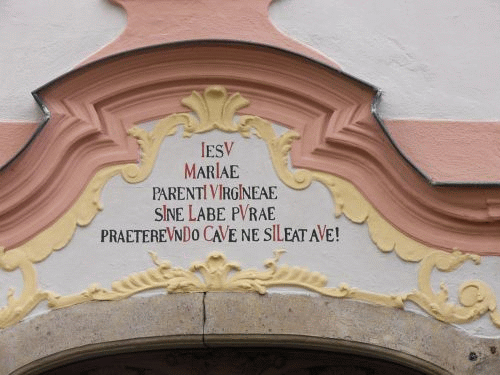 IESV
MARIAE
PARENTI VIRGINEAE
SINE LABE PVRAE
PRAETEREVNDO CAVE NE SILEAT AVE!